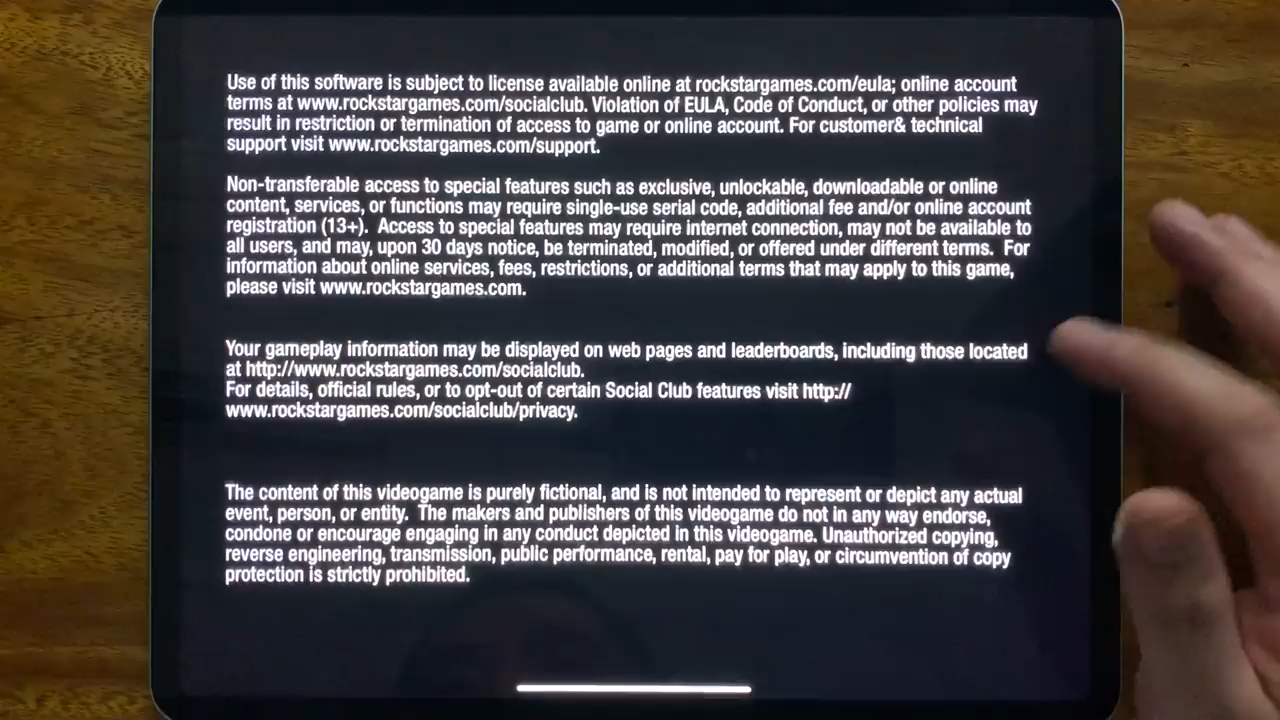 Use of this software is subject to license available online at rockstargames.com/eula; online account
terms at www.rockstargames.com/socialclub. Violation of EULA, Code of Conduct, or other policies may
result in restriction or termination of access to game or online account. For customer& technical
support visit www.rockstargames.com/support.
Non-transferable access to special features such as exclusive, unlockable, downloadable or online
content, services, or functions may require single-use serial code, additional fee and/or online account
registration (13+).  Access to special features may require internet connection, may not be available to
all users, and may, upon 30 days notice, be terminated, modified, or offered under different terms.  For
information about online services, fees, restrictions, or additional terms that may apply to this game,
please visit www.rockstargames.com.
Your gameplay information may be displayed on web pages and leaderboards, including those located
at http://www.rockstargames.com/socialclub.
For details, official rules, or to opt-out of certain Social Club features visit http://
www.rockstargames.com/socialclub/privacy.
The content of this videogame is purely fictional, and is not intended to represent or depict any actual
event, person, or entity.  The makers and publishers of this videogame do not in any way endorse,
condone or encourage engaging in any conduct depicted in this videogame. Unauthorized copying,
reverse engineering, transmission, public performance, rental, pay for play, or circumvention of copy
protection is strictly prohibited.